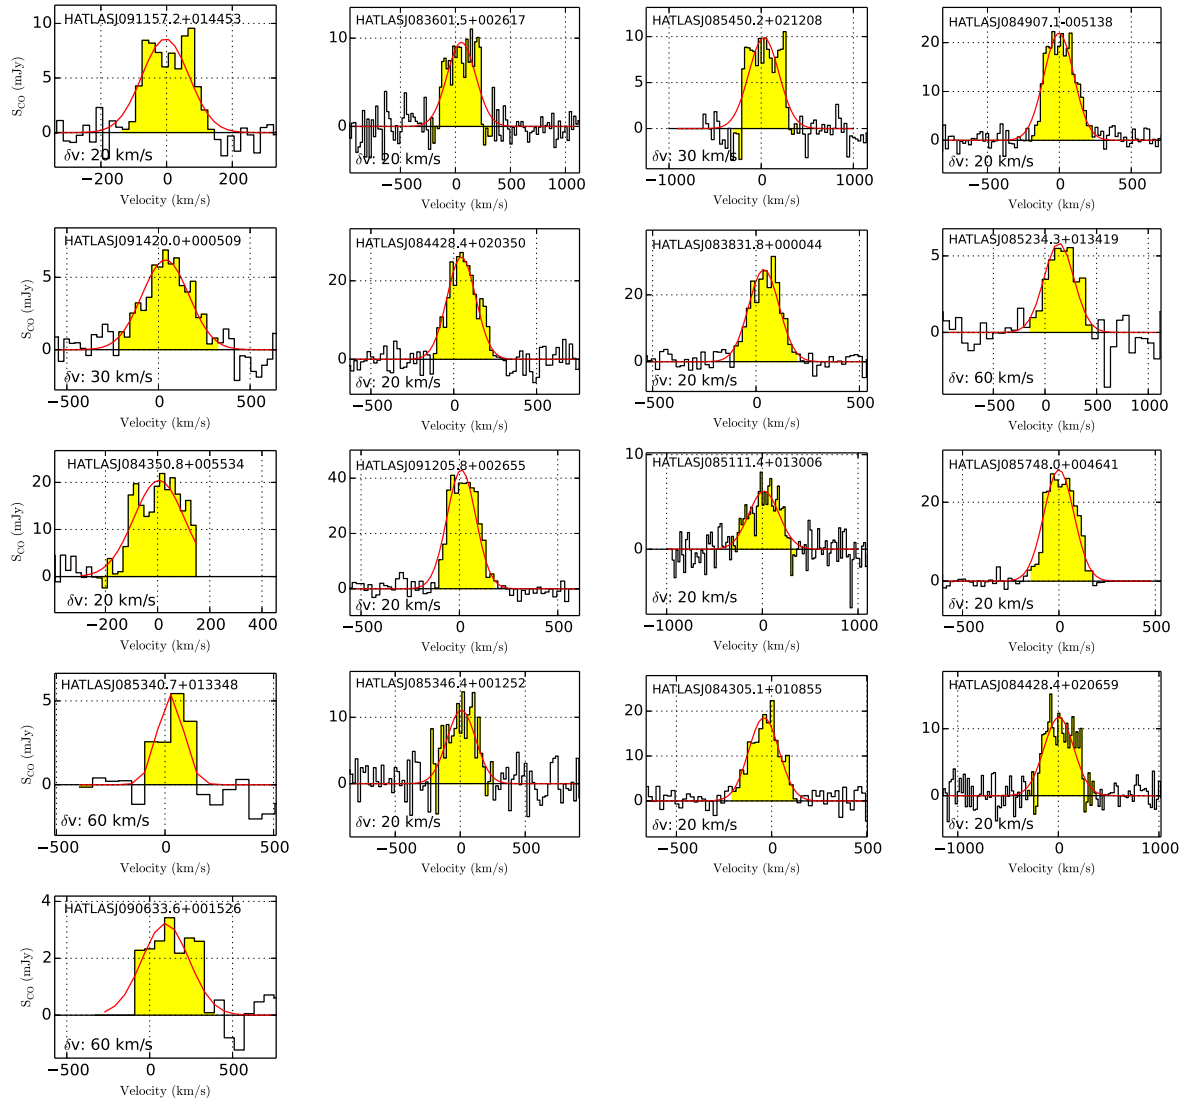 HATLASJ091157.2+014453
S_CO (mJy)
10
5
0
δv: 20 km/s
−200 0 200
Velocity (km/s)
HATLASJ083601.5+002617
10
0
δv: 20 km/s
−500 0 500 1000
Velocity (km/s)
HATLASJ085450.2+021208
10
5
0
δv: 30 km/s
−1000 0 1000
Velocity (km/s)
HATLASJ084907.1-005138
20
10
0
δv: 20 km/s
−500 0 500
Velocity (km/s)
HATLASJ091420.0+000509
S_CO (mJy)
5
0
δv: 30 km/s
−500 0 500
Velocity (km/s)
HATLASJ084428.4+020350
20
0
δv: 20 km/s
−500 0 500
Velocity (km/s)
HATLASJ083831.8+000044
20
0
δv: 20 km/s
−500 0 500
Velocity (km/s)
HATLASJ085234.3+013419
5
0
δv: 60 km/s
−500 0 500 1000
Velocity (km/s)
HATLASJ084350.8+005534
S_CO (mJy)
20
10
0
δv: 20 km/s
−200 0 200 400
Velocity (km/s)
HATLASJ091205.8+002655
40
20
0
δv: 20 km/s
−500 0 500
Velocity (km/s)
HATLASJ085111.4+013006
10
0
δv: 20 km/s
−1000 0 1000
Velocity (km/s)
HATLASJ085748.0+004641
20
0
δv: 20 km/s
−500 0 500
Velocity (km/s)
HATLASJ085340.7+013348
S_CO (mJy)
5
0
δv: 60 km/s
−500 0 500
Velocity (km/s)
HATLASJ085346.4+001252
10
0
δv: 20 km/s
−500 0 500
Velocity (km/s)
HATLASJ084305.1+010855
20
10
0
δv: 20 km/s
−500 0 500
Velocity (km/s)
HATLASJ084428.4+020659
10
0
δv: 20 km/s
−1000 0 1000
Velocity (km/s)
HATLASJ090633.6+001526
S_CO (mJy)
4
2
0
δv: 60 km/s
−500 0 500
Velocity (km/s)